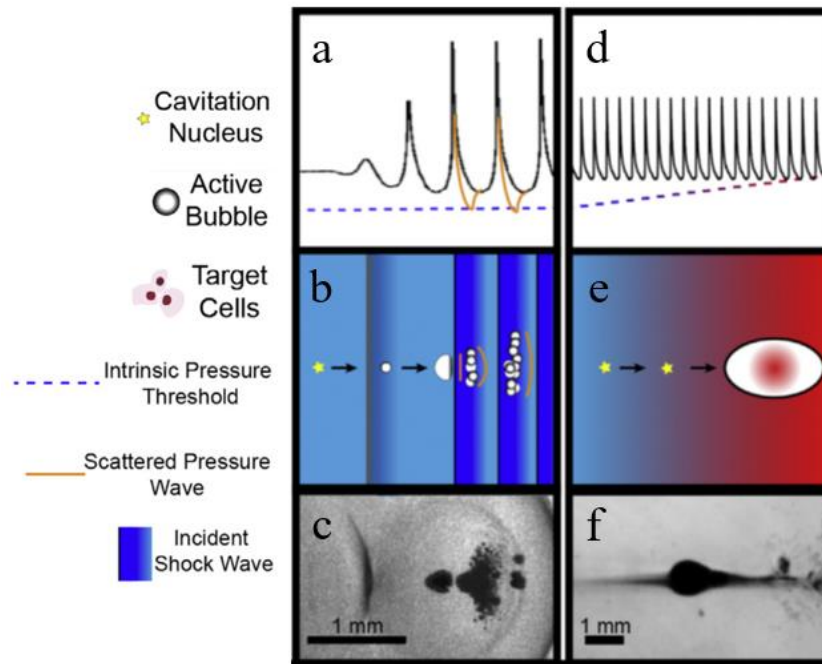 Cavitation
Nucleus
Active
Bubble
Target
Cells
Intrinsic Pressure
Threshold
Scattered Pressure
Wave
Incident
Shock Wave
a
d
b
e
c
f
1 mm
1 mm